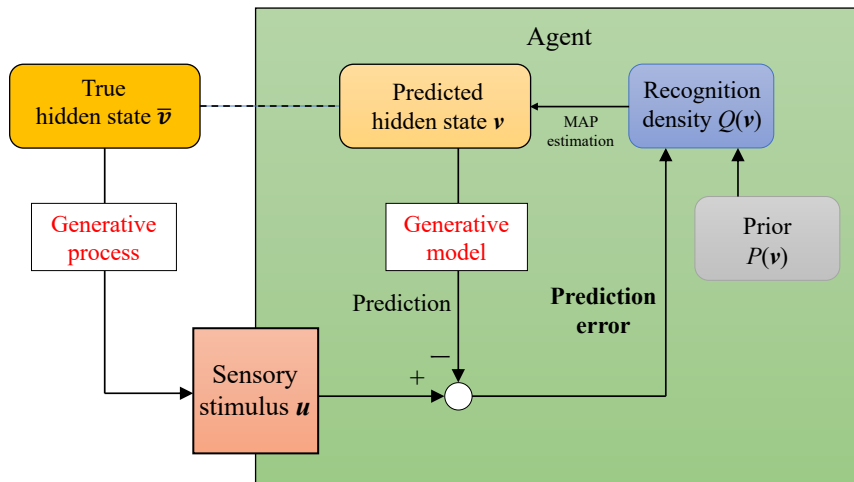 Agent
True
hidden state v̅
Predicted
hidden state v
MAP
estimation
Recognition
density Q(v)
Generative
process
Generative
model
Prior
P(v)
Prediction
Prediction
error
−
+
Sensory
stimulus u